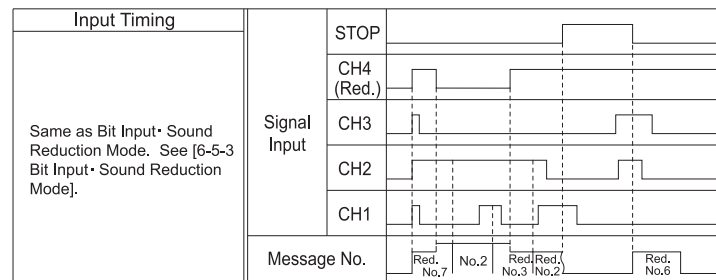 Input Timing
Same as Bit Input・Sound
Reduction Mode. See [6-5-3
Bit Input・Sound Reduction
Mode].
Signal
Input
STOP
CH4
(Red.)
CH3
CH2
CH1
Message No.
Red.
No.7
No.2
Red.
No.3
Red.
No.2
Red.
No.6